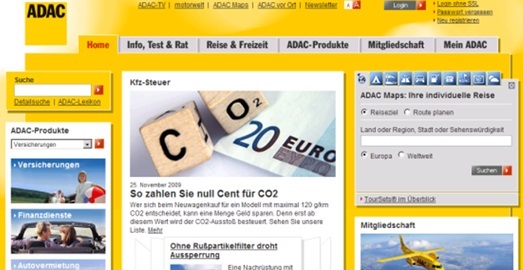 ADAC
ADAC-TV | motorwelt | ADAC Maps | ADAC vor Ort | Newsletter
Login
Login ohne SSL
Passwort vergessen
Neu registrieren
Home
Info, Test & Rat
Reise & Freizeit
ADAC-Produkte
Mitgliedschaft
Mein ADAC
Suche
Detailsuche | ADAC-Lexikon
ADAC-Produkte
Versicherungen
Versicherungen
Finanzdienste
Autovermietung
Kfz-Steuer
C O 2
20 EURO
25. November 2009
So zahlen Sie null Cent für CO2
Wer sich beim Neuwagenkauf für ein Modell mit maximal 120 g/km
CO2 entscheidet, kann eine Menge Geld sparen. Denn erst ab
diesem Wert wird der CO2-Ausstoß besteuert. Sehen Sie unsere
Liste. Mehr
Ohne Rußpartikelfilter droht
Aussperrung
Eine Nachrüstung mit
ADAC Maps: Ihre individuelle Reise
Reiseziel
Route planen
Land oder Region, Stadt oder Sehenswürdigkeit
Europa
Weltweit
Suchen
TourSets® im Überblick
Mitgliedschaft